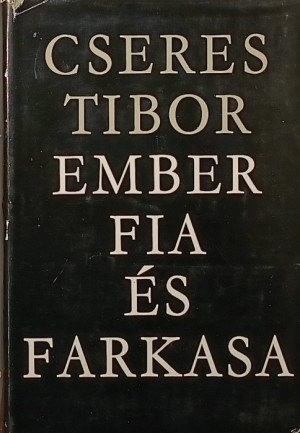 CSERES
TIBOR
EMBER
FIA
ÉS
FARKASA